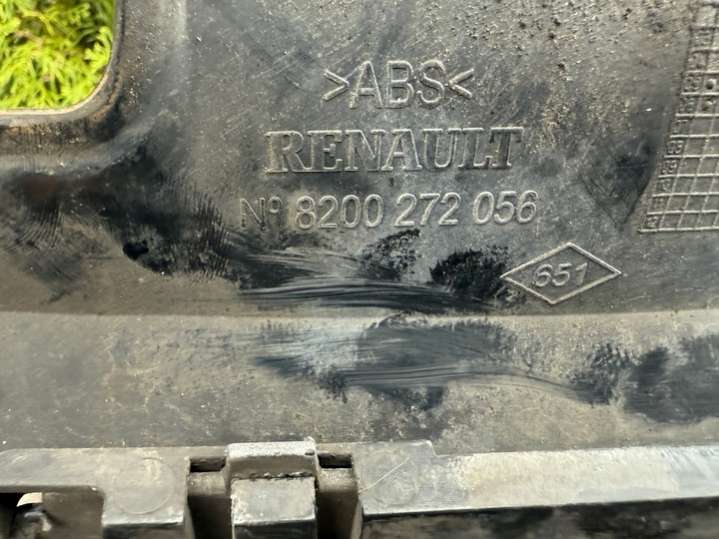 >ABS<
RENAULT
Nº 8200 272 056
651